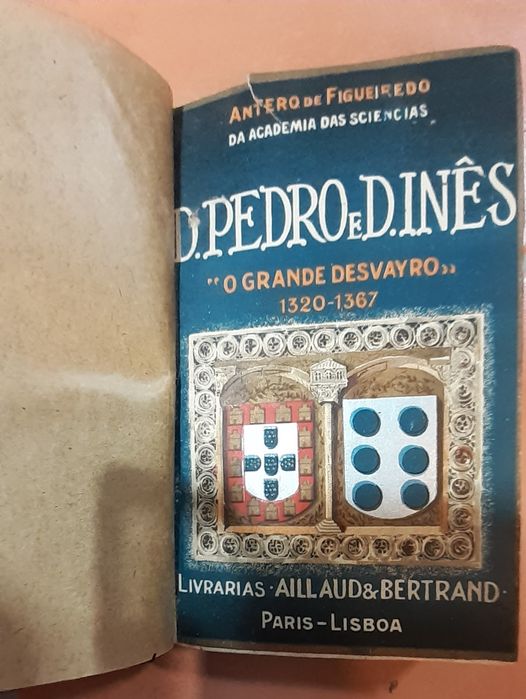 ANTERO DE FIGUEIREDO
DA ACADEMIA DAS SCIENCIAS
D. PEDRO E D. INÊS
"O GRANDE DESVAYRO"
1320-1367
LIVRARIAS · AILLAUD & BERTRAND ·
PARIS - LISBOA